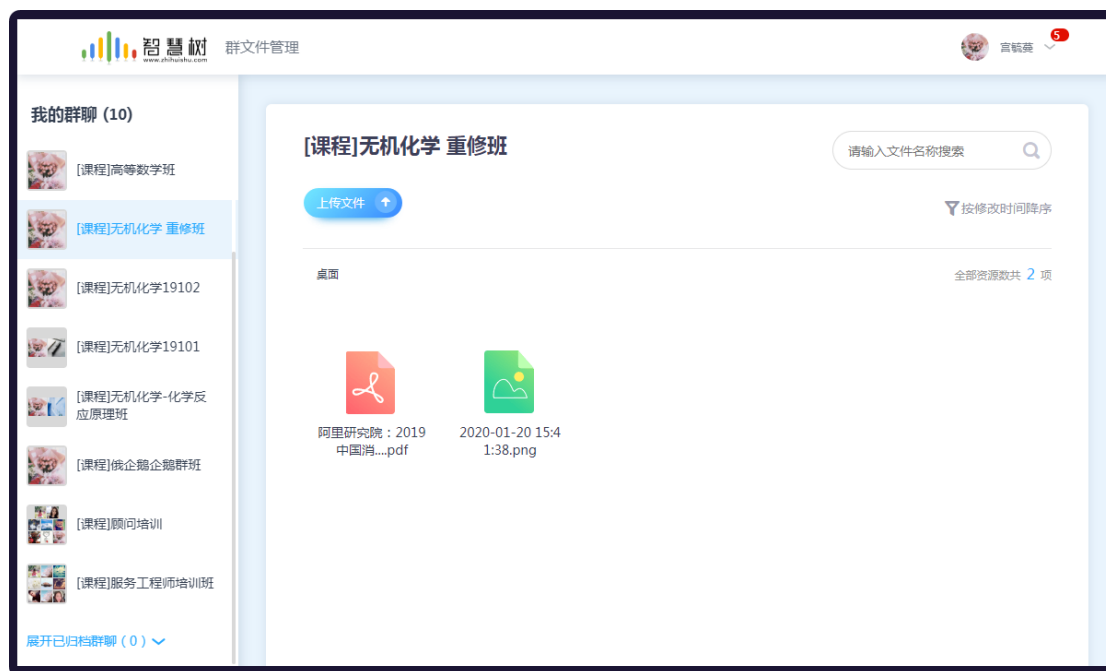 智慧树
www.zhihuishu.com
群文件管理
宫毓葵
5
我的群聊 (10)
[课程]高等数学班
[课程]无机化学 重修班
[课程]无机化学19102
[课程]无机化学19101
[课程]无机化学-化学反
应原理班
[课程]俄企鹅企鹅群班
[课程]顾问培训
[课程]服务工程师培训班
展开已归档群聊 ( 0 )
[课程]无机化学 重修班
请输入文件名称搜索
上传文件
按修改时间降序
桌面
全部资源数共 2 项
阿里研究院：2019
中国消....pdf
2020-01-20 15:4
1:38.png